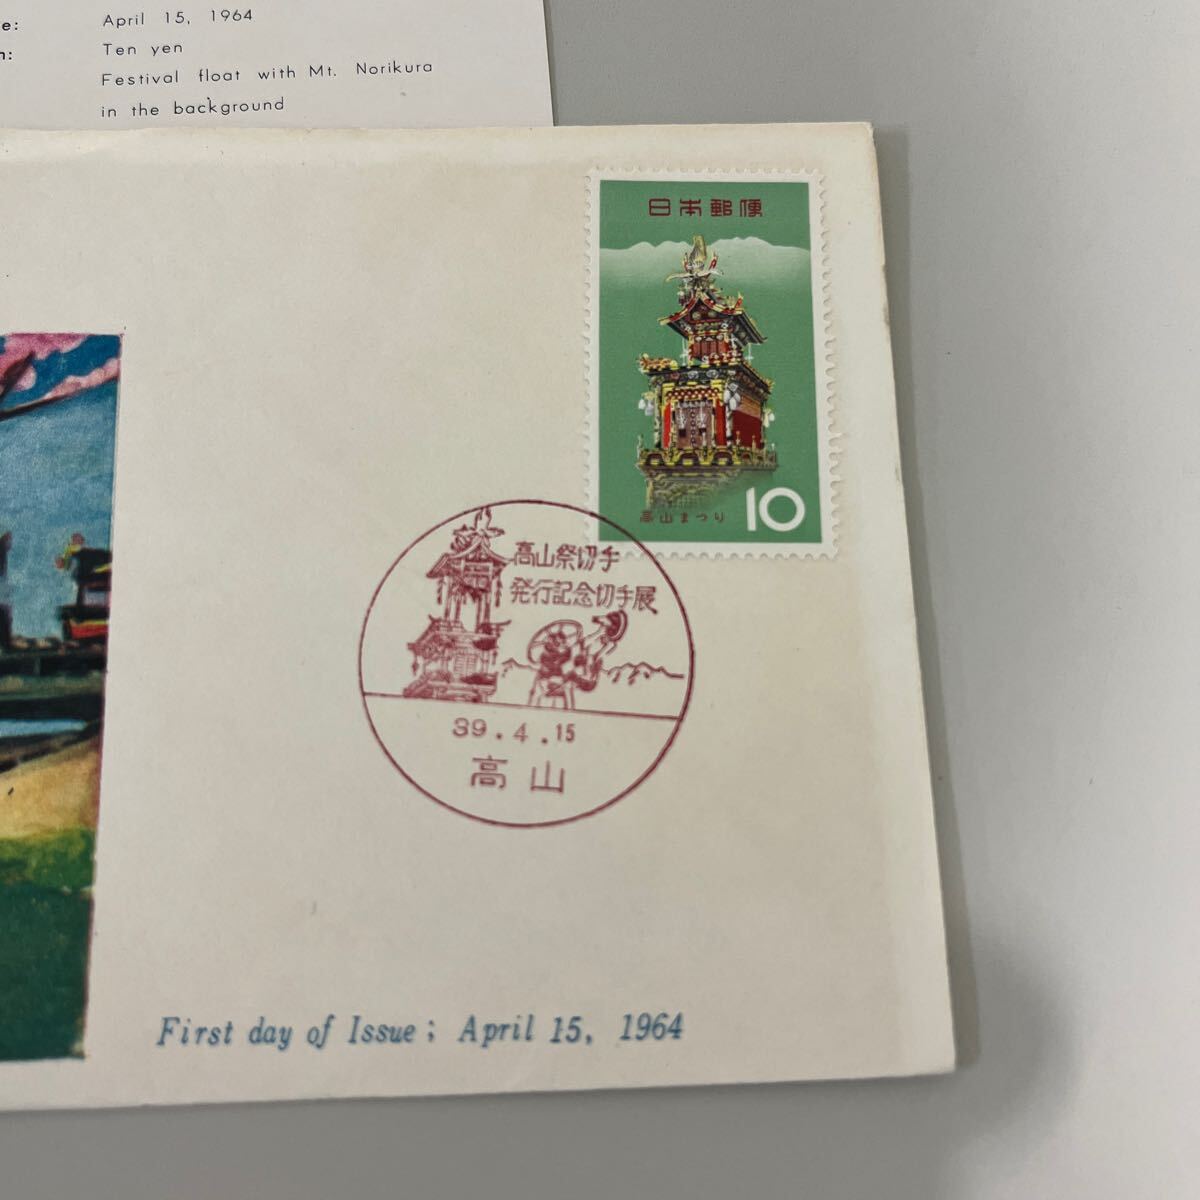 e: April 15, 1964
n: Ten yen
Festival float with Mt. Norikura
in the background
日本郵便
高山まつり 10
高山祭切手
発行記念切手展
39.4.15
高山
First day of Issue; April 15, 1964